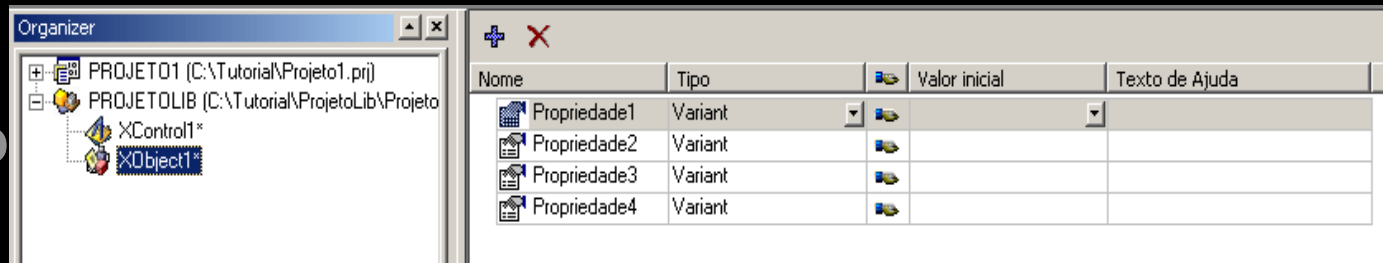 Organizer
PROJETO1 (C:\Tutorial\Projeto1.prj)
PROJETOLIB (C:\Tutorial\ProjetoLib\Projeto
XControl1*
XObject1*
Nome Tipo Valor inicial Texto de Ajuda
Propriedade1 Variant
Propriedade2 Variant
Propriedade3 Variant
Propriedade4 Variant